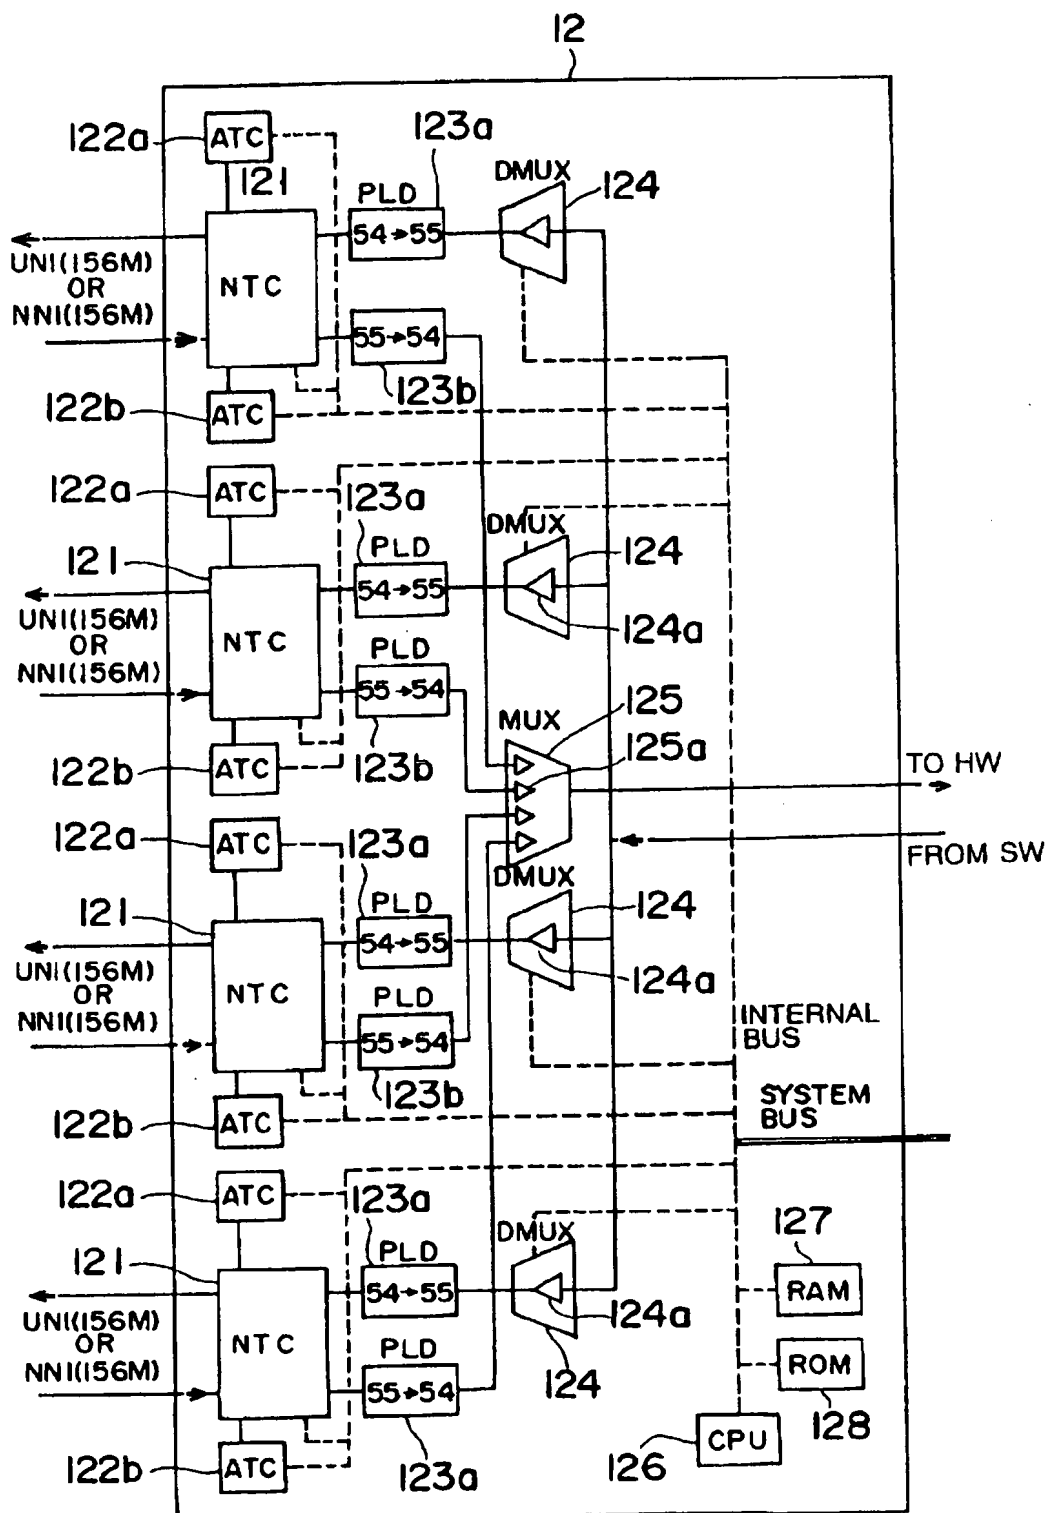 12
122a
ATC
121
123a
PLD
54→55
DMUX
124
UNI(156M)
OR
NNI(156M)
NTC
55→54
123b
122b
ATC
122a
ATC
123a
PLD
54→55
DMUX
124
124a
121
UNI(156M)
OR
NNI(156M)
NTC
PLD
55→54
123b
122b
ATC
MUX
125
125a
TO HW
FROM SW
122a
ATC
123a
PLD
54→55
DMUX
124
124a
121
UNI(156M)
OR
NNI(156M)
NTC
PLD
55→54
123b
122b
ATC
INTERNAL
BUS
SYSTEM
BUS
122a
ATC
123a
PLD
54→55
DMUX
124a
124
121
UNI(156M)
OR
NNI(156M)
NTC
PLD
55→54
123a
122b
ATC
127
RAM
ROM
128
CPU
126